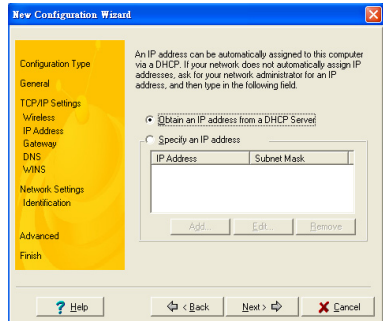 New Configuration Wizard
Configuration Type
General
TCP/IP Settings
Wireless
IP Address
Gateway
DNS
WINS
Network Settings
Identification
Advanced
Finish
An IP address can be automatically assigned to this computer
via a DHCP. If your network does not automatically assign IP
addresses, ask for your network administrator for an IP
address, and then type in the following field.
Obtain an IP address from a DHCP Server
Specify an IP address
IP Address Subnet Mask
Add... Edit... Remove
? Help < Back Next > Cancel